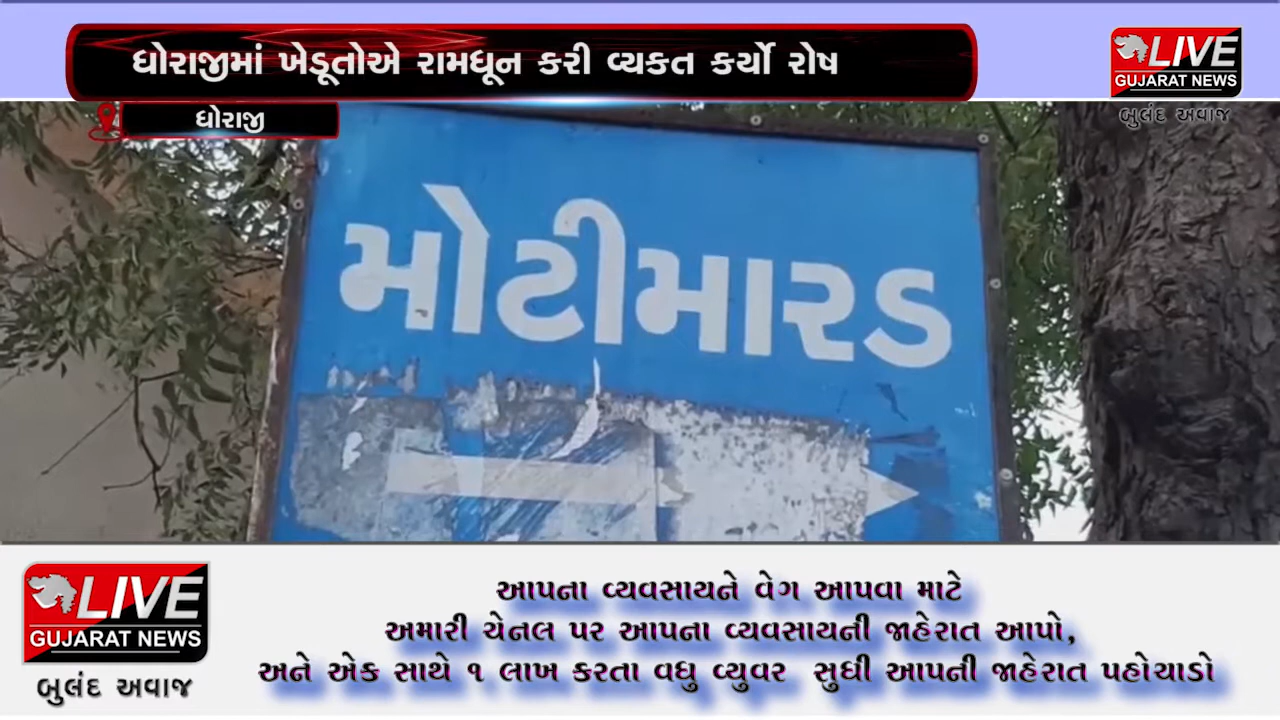 ધોરાજીમાં ખેડૂતોએ રામધૂન કરી વ્યકત કર્યો રોષ
LIVE
GUJARAT NEWS
બુલંદ અવાજ
ધોરાજી
મોટીમારડ
LIVE
GUJARAT NEWS
બુલંદ અવાજ
આપના વ્યવસાયને વેગ આપવા માટે
અમારી ચેનલ પર આપના વ્યવસાયની જાહેરાત આપો,
અને એક સાથે ૧ લાખ કરતા વધુ વ્યુવર સુધી આપની જાહેરાત પહોચાડો